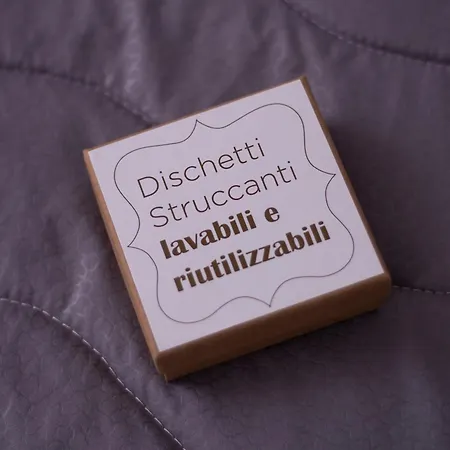 Dischetti
Struccanti
lavabili e
riutilizzabili